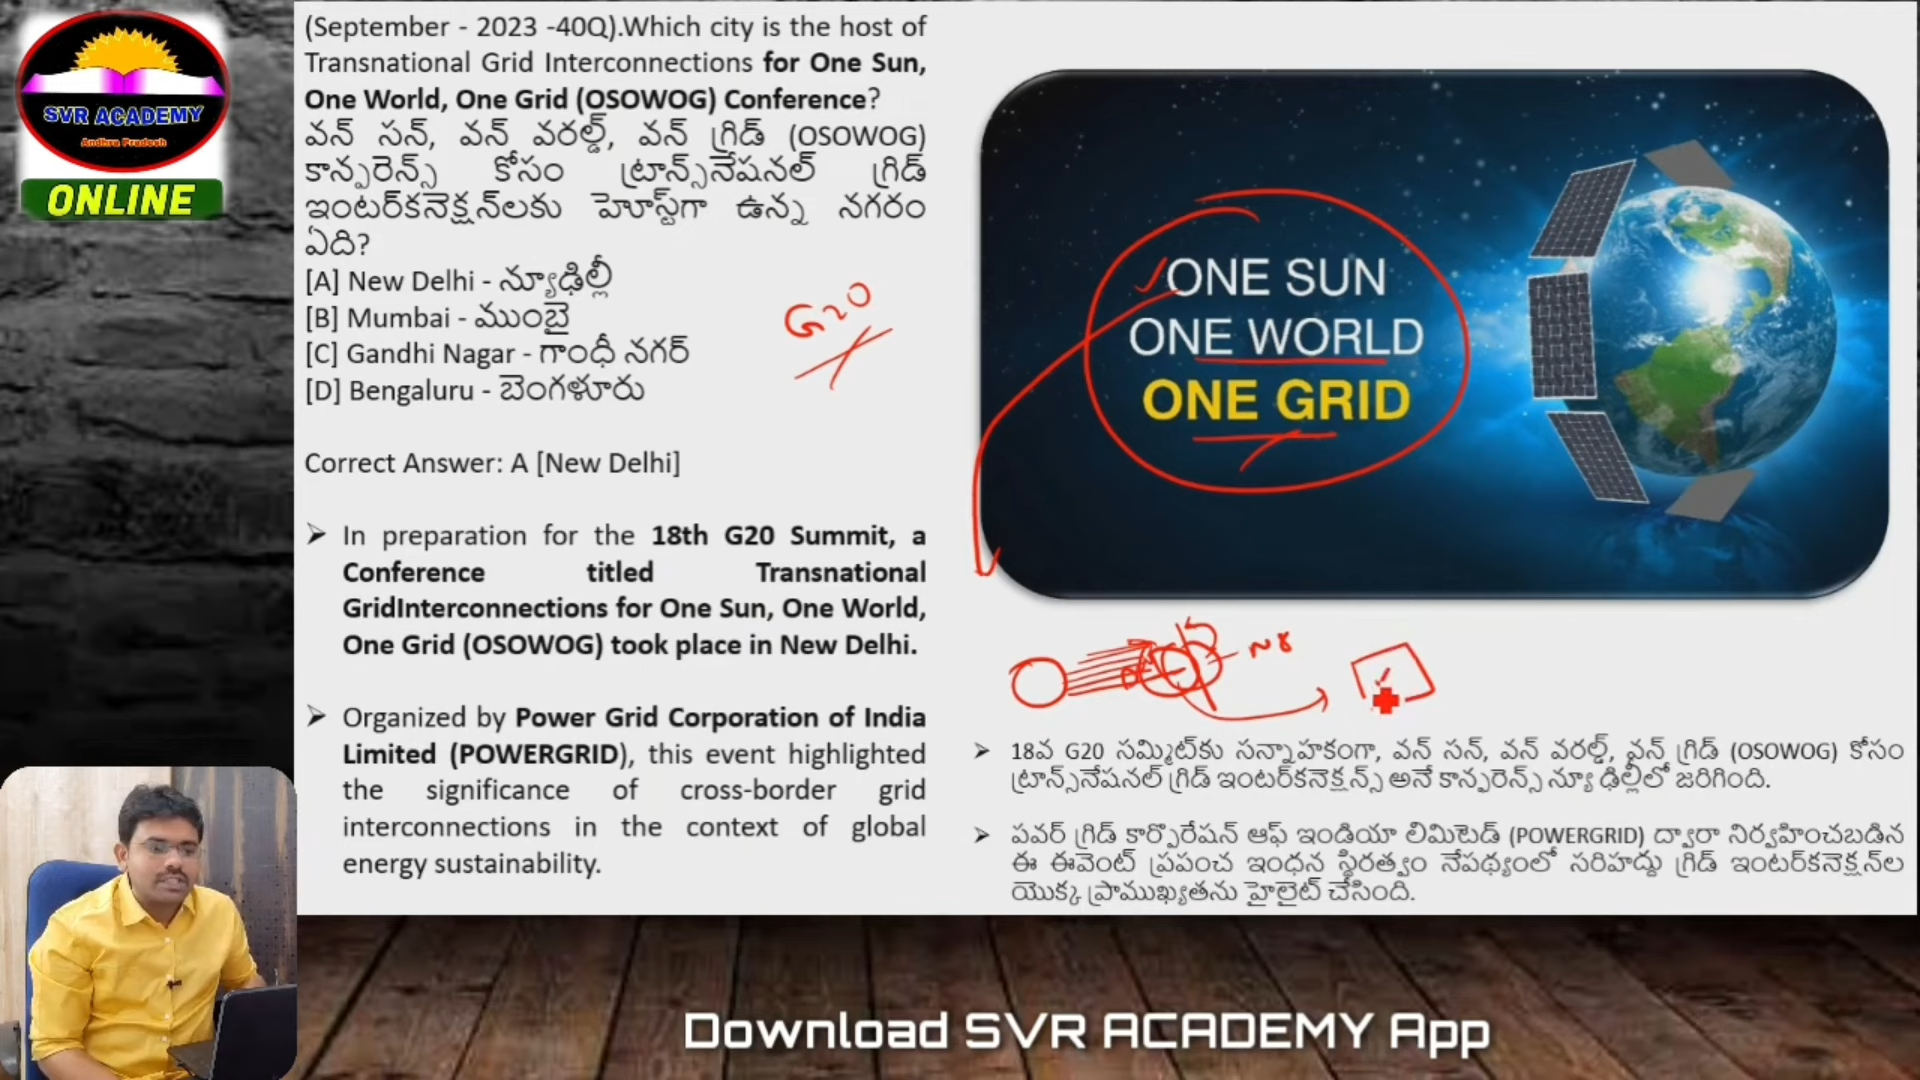 SVR ACADEMY
Andhra Pradesh
ONLINE
(September - 2023 -40Q).Which city is the host of
Transnational Grid Interconnections for One Sun,
One World, One Grid (OSOWOG) Conference?
వన్ సన్, వన్ వరల్డ్, వన్ గ్రిడ్ (OSOWOG)
కాన్ఫరెన్స్ కోసం ట్రాన్స్‌నేషనల్ గ్రిడ్
ఇంటర్‌కనెక్షన్‌లకు హెూస్ట్‌గా ఉన్న నగరం
ఏది?
[A] New Delhi - న్యూఢిల్లీ
[B] Mumbai - ముంబై
[C] Gandhi Nagar - గాంధీ నగర్
[D] Bengaluru - బెంగళూరు
G20
Correct Answer: A [New Delhi]
➢ In preparation for the 18th G20 Summit, a
Conference titled Transnational
GridInterconnections for One Sun, One World,
One Grid (OSOWOG) took place in New Delhi.
➢ Organized by Power Grid Corporation of India
Limited (POWERGRID), this event highlighted
the significance of cross-border grid
interconnections in the context of global
energy sustainability.
ONE SUN
ONE WORLD
ONE GRID
➢ 18వ G20 సమ్మిట్‌కు సన్నాహకంగా, వన్ సన్, వన్ వరల్డ్, వన్ గ్రిడ్ (OSOWOG) కోసం
ట్రాన్స్‌నేషనల్ గ్రిడ్ ఇంటర్‌కనెక్షన్స్ అనే కాన్ఫరెన్స్ న్యూ ఢిల్లీలో జరిగింది.
➢ పవర్ గ్రిడ్ కార్పొరేషన్ ఆఫ్ ఇండియా లిమిటెడ్ (POWERGRID) ద్వారా నిర్వహించబడిన
ఈ ఈవెంట్ ప్రపంచ ఇంధన స్థిరత్వం నేపథ్యంలో సరిహద్దు గ్రిడ్ ఇంటర్‌కనెక్షన్‌ల
యొక్క ప్రాముఖ్యతను హైలైట్ చేసింది.
Download SVR ACADEMY App